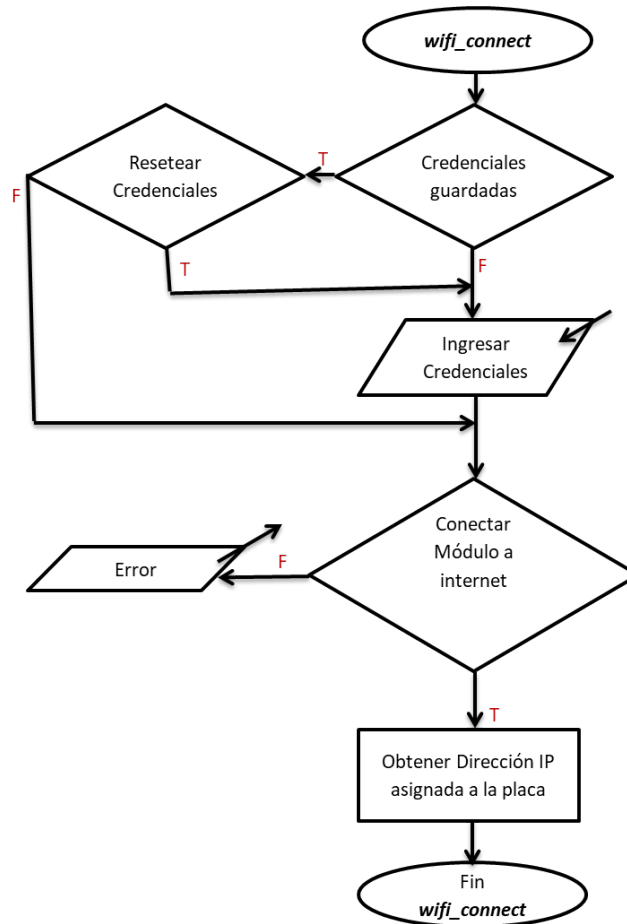 wifi_connect
Resetear
Credenciales
T
Credenciales
guardadas
F
T
F
Ingresar
Credenciales
Conectar
Módulo a
internet
Error
F
T
Obtener Dirección IP
asignada a la placa
Fin
wifi_connect